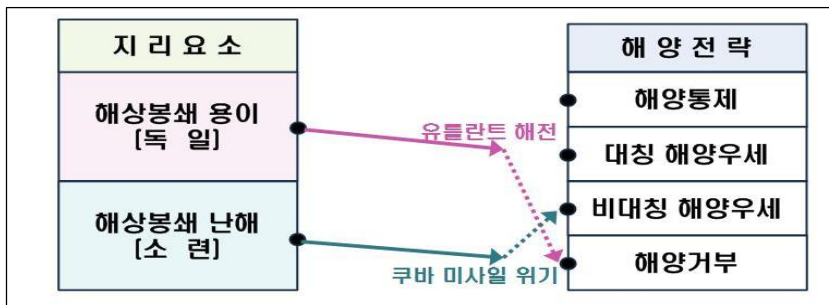 지 리 요 소
해상봉쇄 용이
[독 일]
해상봉쇄 난해
[소 련]
유틀란트 해전
쿠바 미사일 위기
해 양 전 략
해양통제
대칭 해양우세
비대칭 해양우세
해양거부